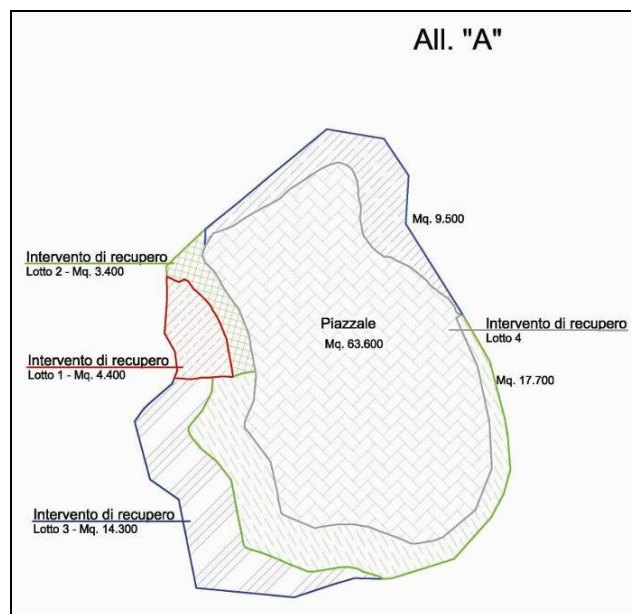 All. "A"
Mq. 9.500
Intervento di recupero
Lotto 2 - Mq. 3.400
Piazzale
Mq. 63.600
Intervento di recupero
Lotto 4
Intervento di recupero
Lotto 1 - Mq. 4.400
Mq. 17.700
Intervento di recupero
Lotto 3 - Mq. 14.300